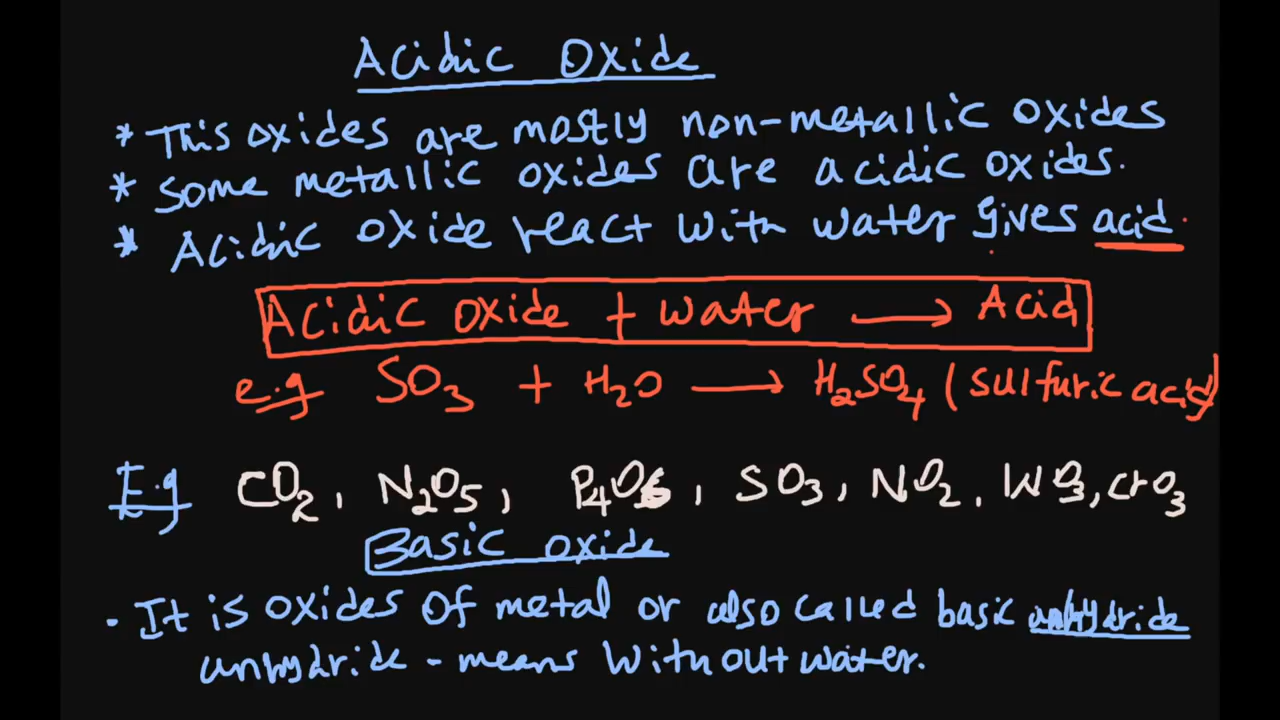 Acidic Oxide
* This oxides are mostly non-metallic oxides
* Some metallic oxides are acidic oxides.
* Acidic oxide react with water gives acid
Acidic oxide + water → Acid
e.g SO₃ + H₂O → H₂SO₄ (sulfuric acid)
E.g CO₂, N₂O₅, P₄O₆, SO₃, NO₂, WO₃, CrO₃
Basic oxide
· It is oxides of metal or also called basic anhydride
anhydride - means without water.